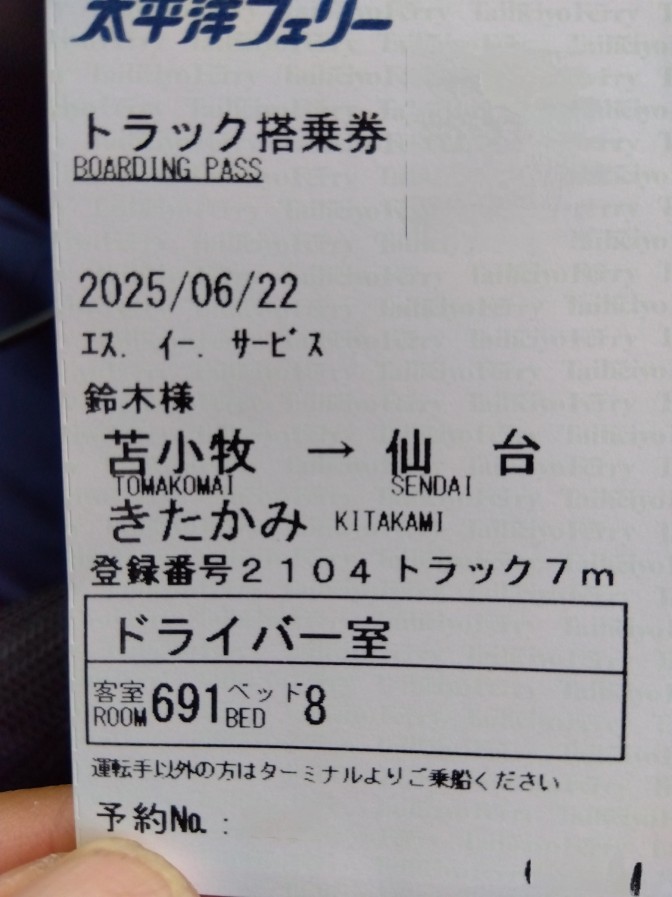 太平洋フェリー
トラック搭乗券
BOARDING PASS
2025/06/22
ｴｽ. ｲｰ. ｻｰﾋﾞｽ
鈴木様
苫小牧 → 仙 台
TOMAKOMAI SENDAI
きたかみ KITAKAMI
登録番号２１０４ トラック７ｍ
ドライバー室
客室 691 ベッド 8
ROOM BED
運転手以外の方はターミナルよりご乗船ください
予約No. :